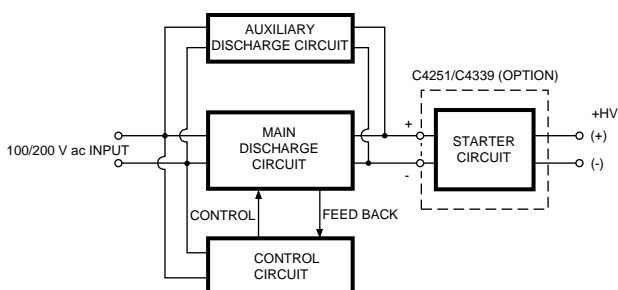 AUXILIARY
DISCHARGE CIRCUIT
C4251/C4339 (OPTION)
+HV
+
(+)
100/200 V ac INPUT
MAIN
DISCHARGE
CIRCUIT
STARTER
CIRCUIT
-
(-)
CONTROL
FEED BACK
CONTROL
CIRCUIT